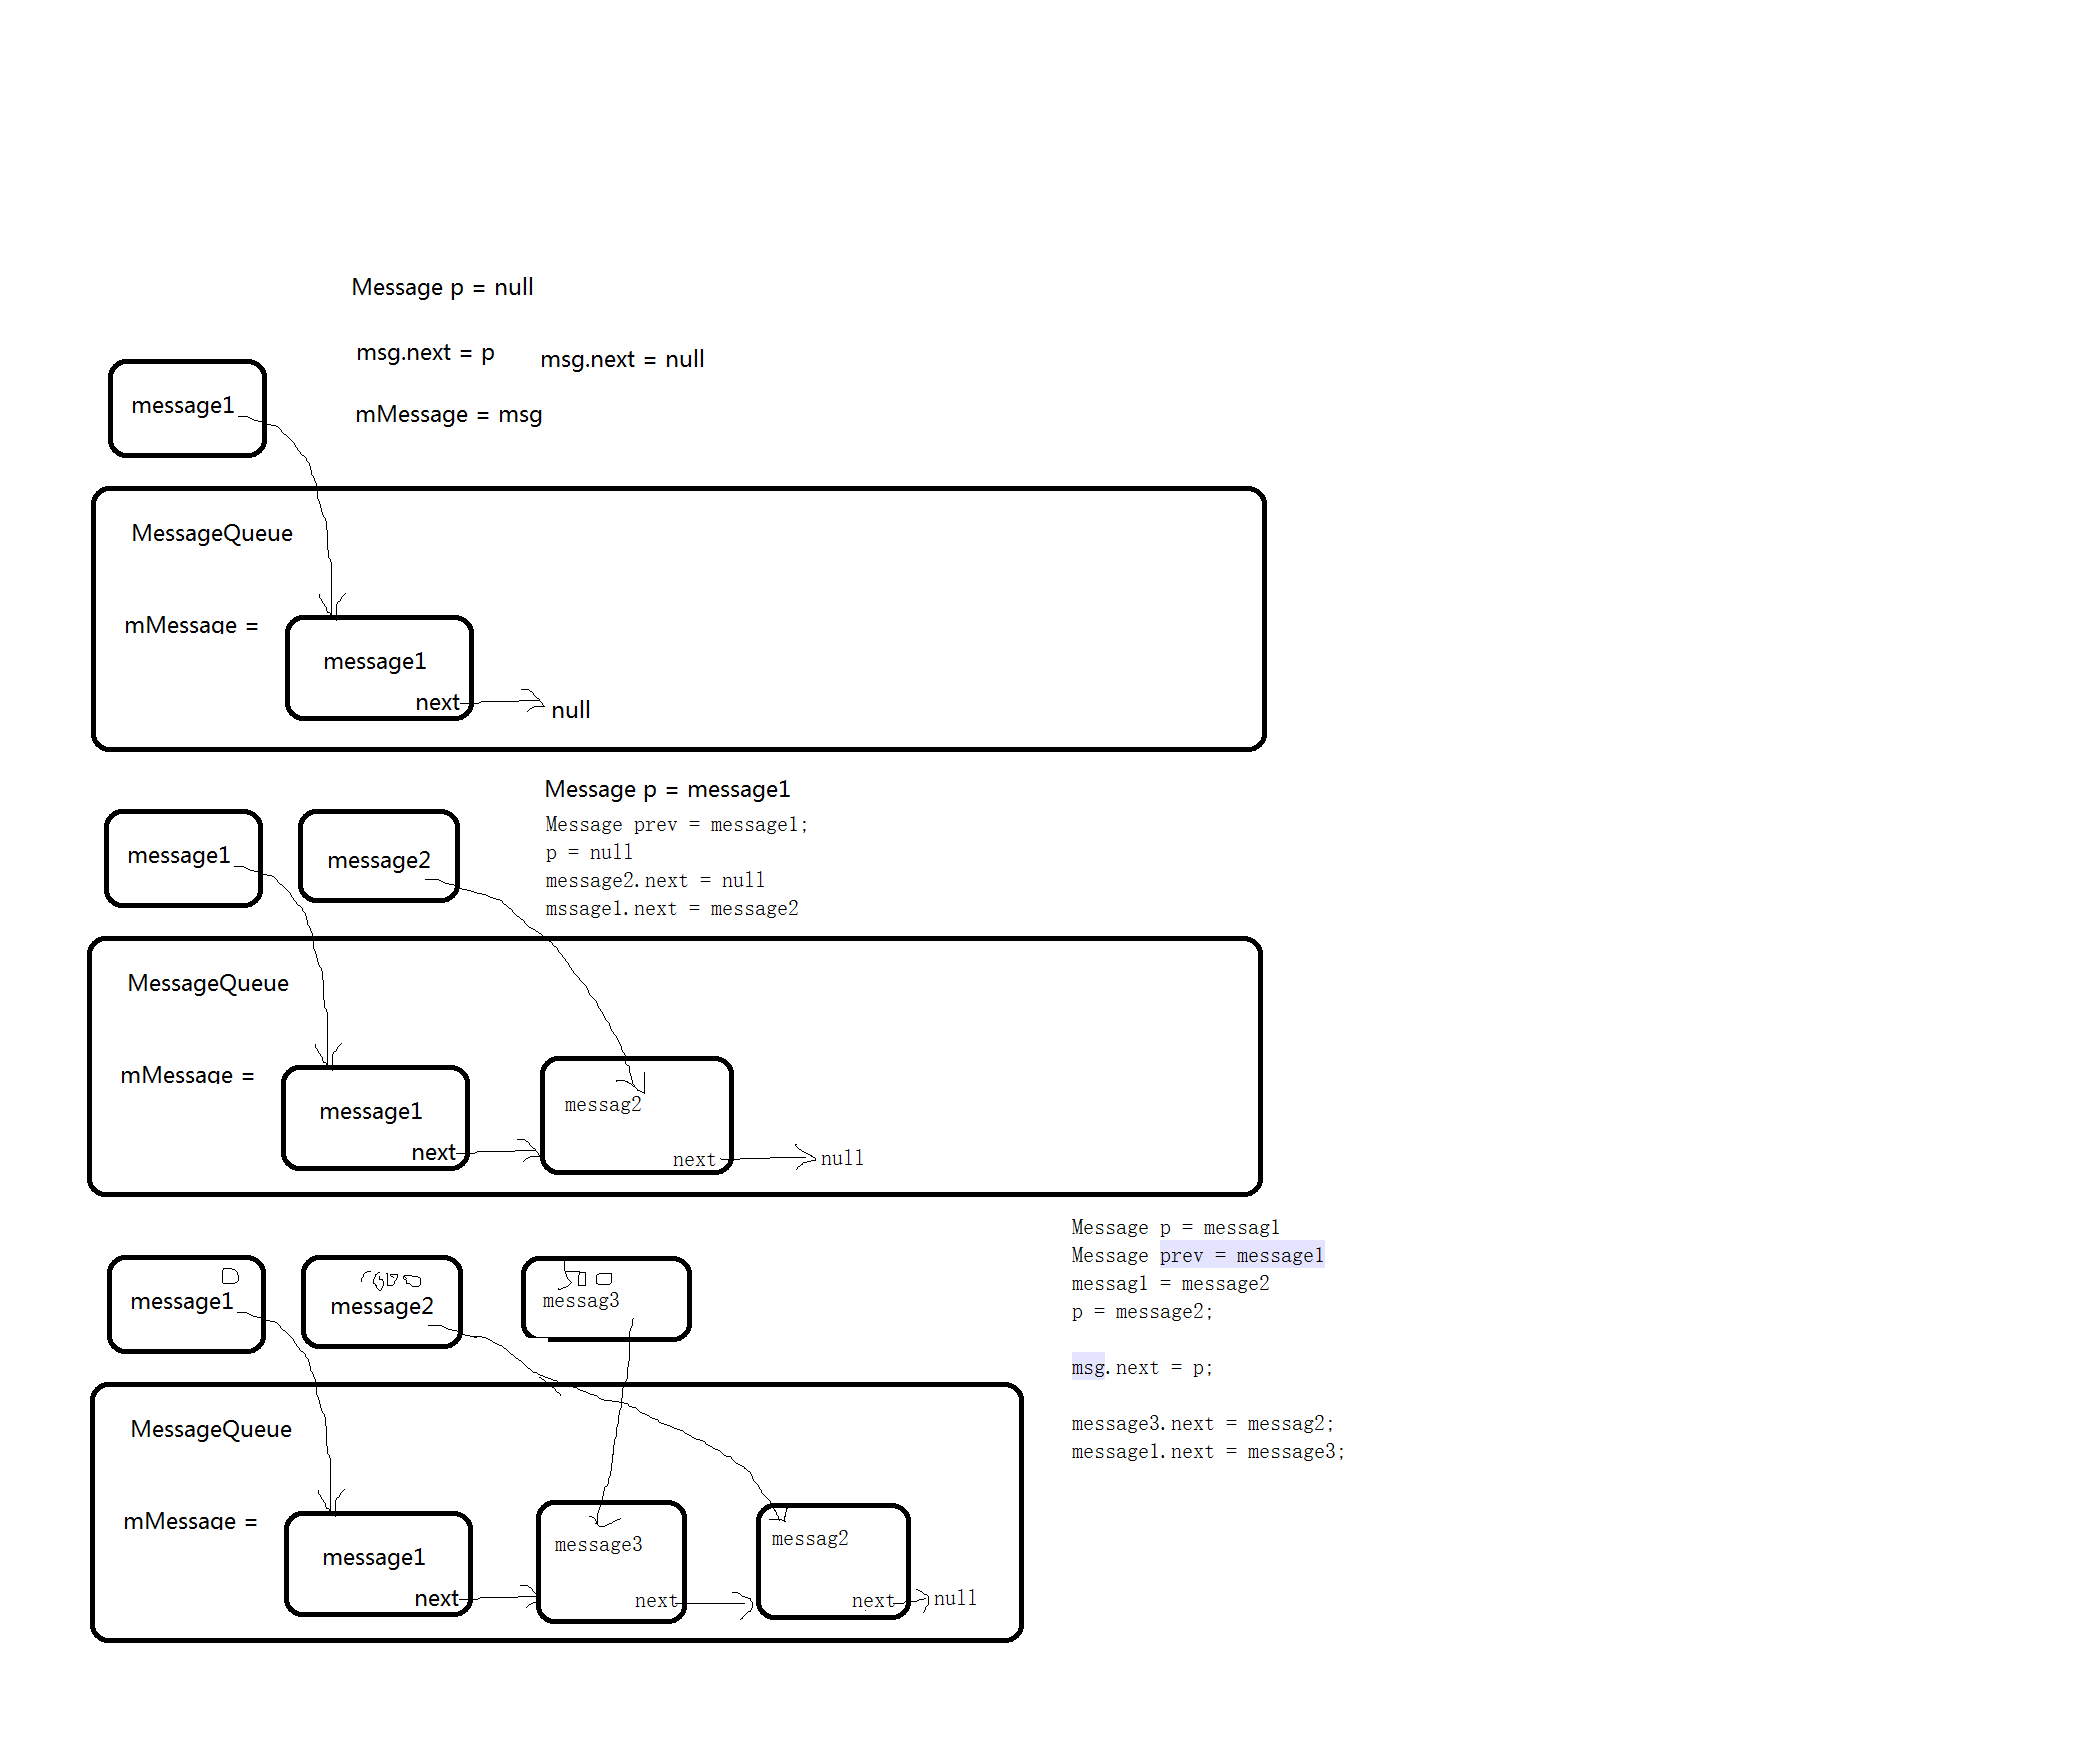 Message p = null
msg.next = p
msg.next = null
message1
mMessage = msg
MessageQueue
mMessage =
message1
next
null
Message p = message1
Message prev = message1;
p = null
message2.next = null
mssage1.next = message2
message1
message2
MessageQueue
mMessage =
message1
next
messag2
next
null
Message p = messag1
Message prev = message1
messag1 = message2
p = message2;
msg.next = p;
message3.next = messag2;
message1.next = message3;
message1
message2
messag3
MessageQueue
mMessage =
message1
next
message3
next
messag2
next
null